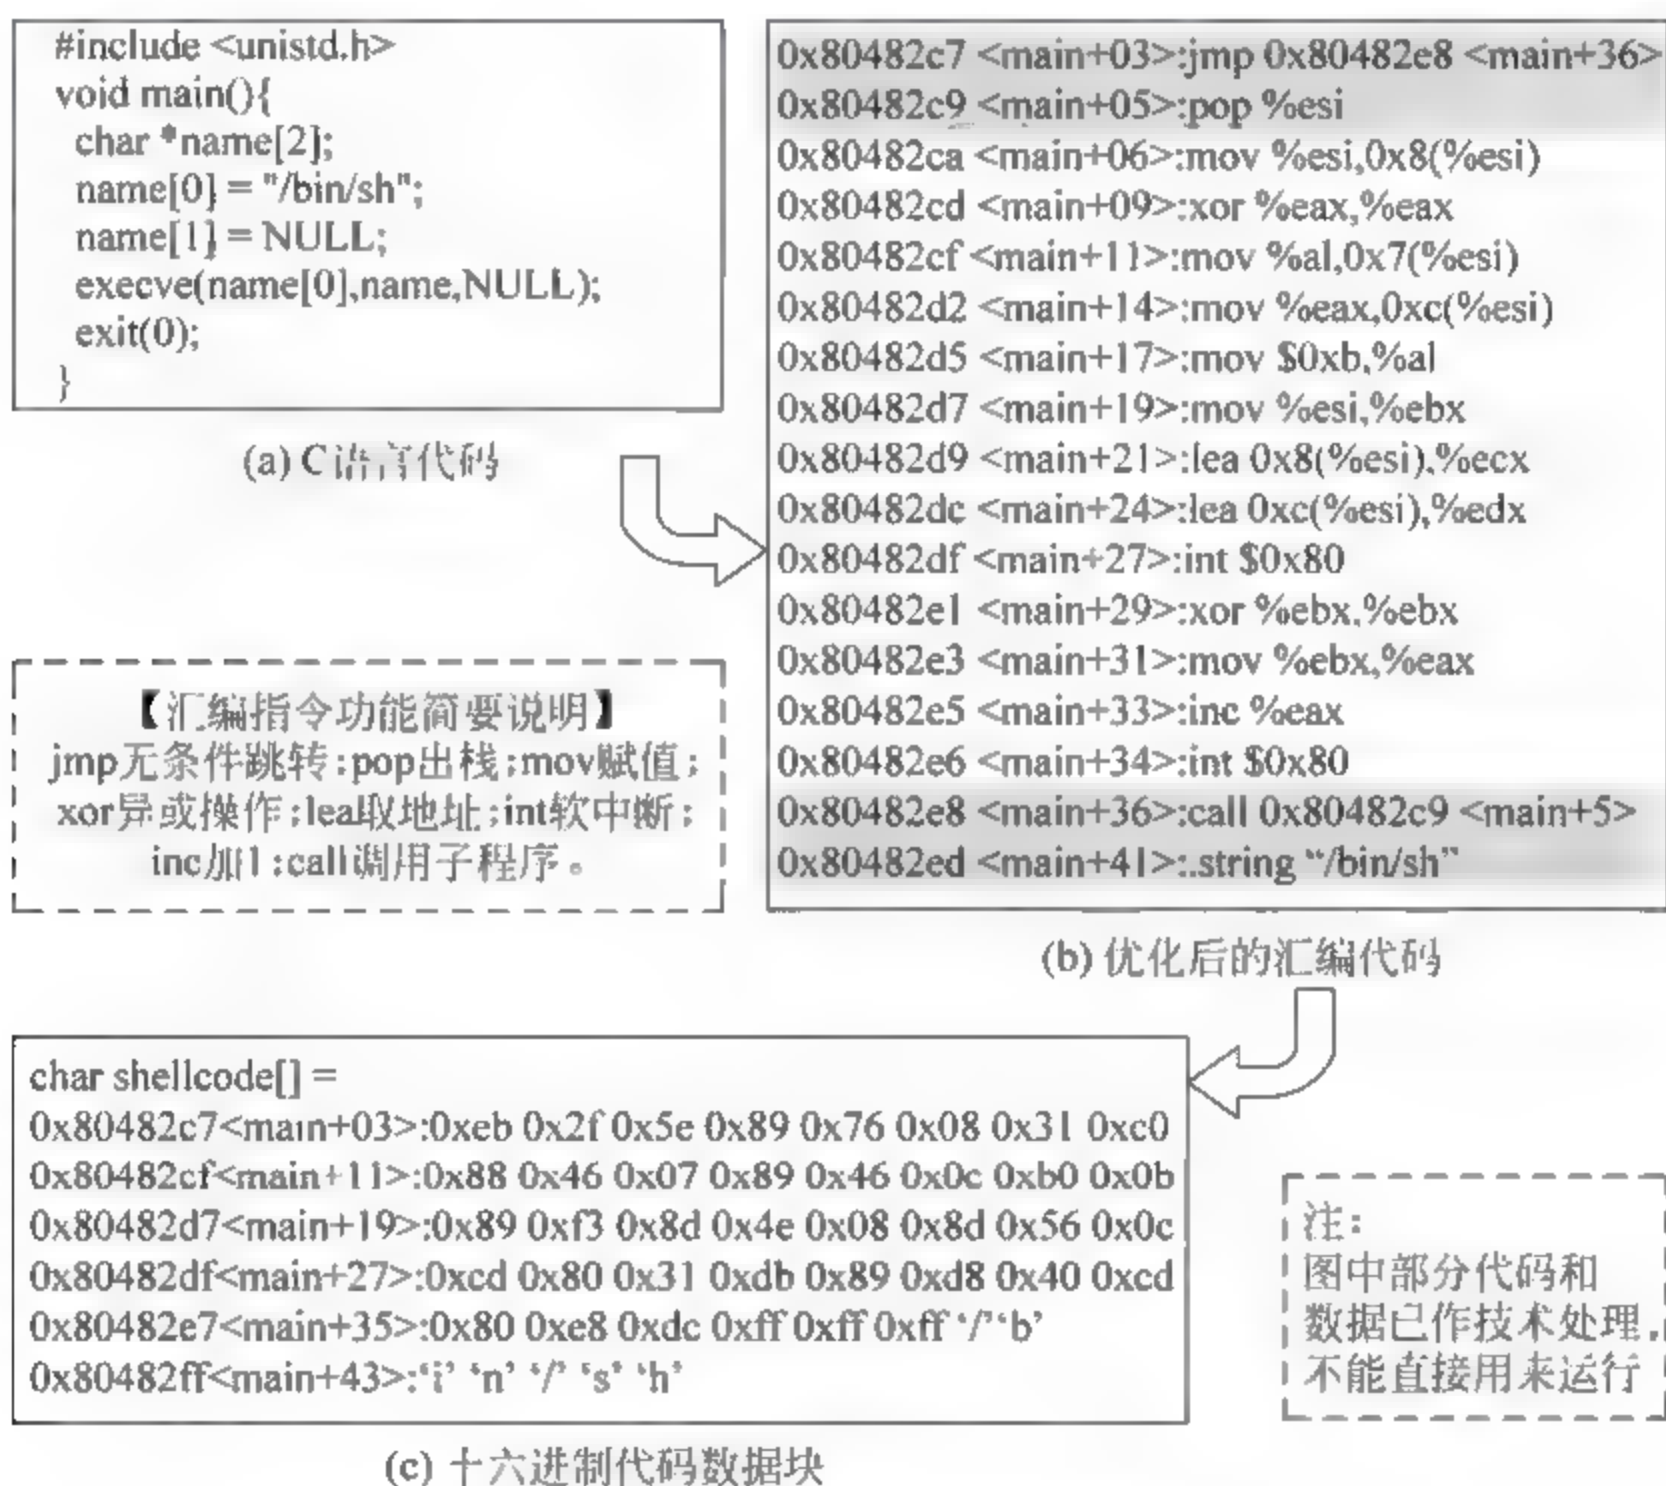 #include <unistd.h>
void main(){
char *name[2];
name[0] = "/bin/sh";
name[1] = NULL;
execve(name[0],name,NULL);
exit(0);
}
(a) C语言代码
【汇编指令功能简要说明】
jmp无条件跳转;pop出栈;mov赋值;
xor异或操作;lea取地址;int软中断;
inc加1;call调用子程序。
0x80482c7 <main+03>:jmp 0x80482e8 <main+36>
0x80482c9 <main+05>:pop %esi
0x80482ca <main+06>:mov %esi,0x8(%esi)
0x80482cd <main+09>:xor %eax,%eax
0x80482cf <main+11>:mov %al,0x7(%esi)
0x80482d2 <main+14>:mov %eax,0xc(%esi)
0x80482d5 <main+17>:mov $0xb,%al
0x80482d7 <main+19>:mov %esi,%ebx
0x80482d9 <main+21>:lea 0x8(%esi),%ecx
0x80482dc <main+24>:lea 0xc(%esi),%edx
0x80482df <main+27>:int $0x80
0x80482e1 <main+29>:xor %ebx,%ebx
0x80482e3 <main+31>:mov %ebx,%eax
0x80482e5 <main+33>:inc %eax
0x80482e6 <main+34>:int $0x80
0x80482e8 <main+36>:call 0x80482c9 <main+5>
0x80482ed <main+41>:.string “/bin/sh”
(b) 优化后的汇编代码
char shellcode[] =
0x80482c7<main+03>:0xeb 0x2f 0x5e 0x89 0x76 0x08 0x31 0xc0
0x80482cf<main+11>:0x88 0x46 0x07 0x89 0x46 0x0c 0xb0 0x0b
0x80482d7<main+19>:0x89 0xf3 0x8d 0x4e 0x08 0x8d 0x56 0x0c
0x80482df<main+27>:0xcd 0x80 0x31 0xdb 0x89 0xd8 0x40 0xcd
0x80482e7<main+35>:0x80 0xe8 0xdc 0xff 0xff 0xff ‘/’‘b’
0x80482ff<main+43>:‘i’ ‘n’ ‘/’ ‘s’ ‘h’
(c) 十六进制代码数据块
注:
图中部分代码和
数据已作技术处理,
不能直接用来运行